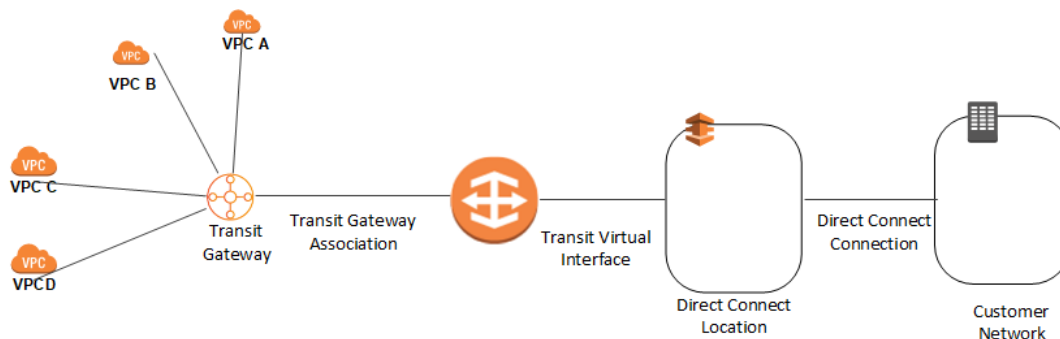 VPC
VPC A
VPC
VPC B
VPC
VPC C
VPC
VPCD
Transit
Gateway
Transit Gateway
Association
Transit Virtual
Interface
Direct Connect
Location
Direct Connect
Connection
Customer
Network